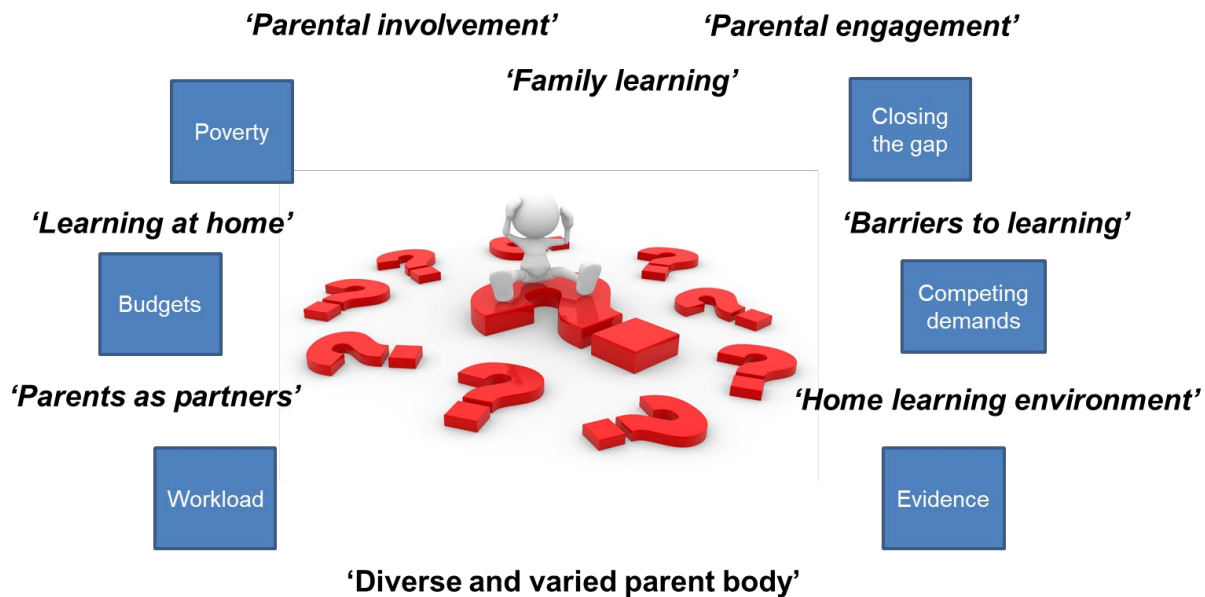 ‘Parental involvement’
‘Parental engagement’
‘Family learning’
Poverty
Closing
the gap
‘Learning at home’
‘Barriers to learning’
Budgets
Competing
demands
‘Parents as partners’
‘Home learning environment’
Workload
Evidence
‘Diverse and varied parent body’